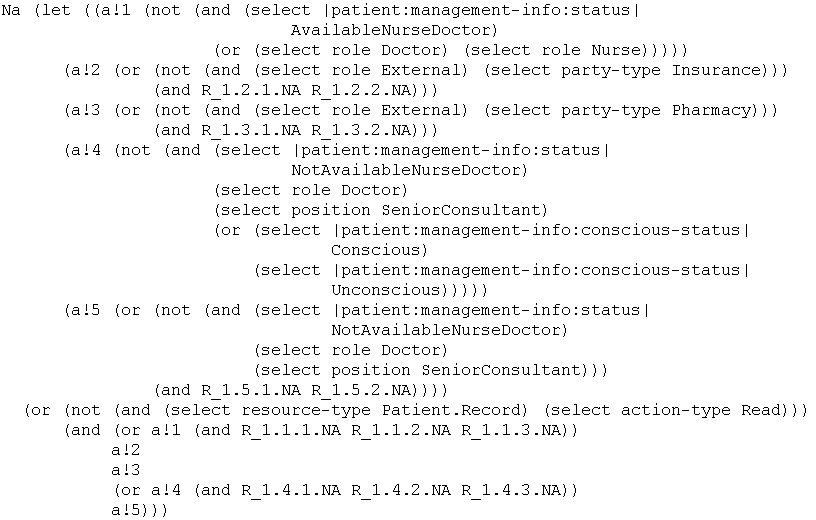 Na (let ((a!1 (not (and (select |patient:management-info:status|
AvailableNurseDoctor)
(or (select role Doctor) (select role Nurse)))))
(a!2 (or (not (and (select role External) (select party-type Insurance)))
(and R_1.2.1.NA R_1.2.2.NA)))
(a!3 (or (not (and (select role External) (select party-type Pharmacy)))
(and R_1.3.1.NA R_1.3.2.NA)))
(a!4 (not (and (select |patient:management-info:status|
NotAvailableNurseDoctor)
(select role Doctor)
(select position SeniorConsultant)
(or (select |patient:management-info:conscious-status|
Conscious)
(select |patient:management-info:conscious-status|
Unconscious)))))
(a!5 (or (not (and (select |patient:management-info:status|
NotAvailableNurseDoctor)
(select role Doctor)
(select position SeniorConsultant)))
(and R_1.5.1.NA R_1.5.2.NA))))
(or (not (and (select resource-type Patient.Record) (select action-type Read)))
(and (or a!1 (and R_1.1.1.NA R_1.1.2.NA R_1.1.3.NA))
a!2
a!3
(or a!4 (and R_1.4.1.NA R_1.4.2.NA R_1.4.3.NA))
a!5)))